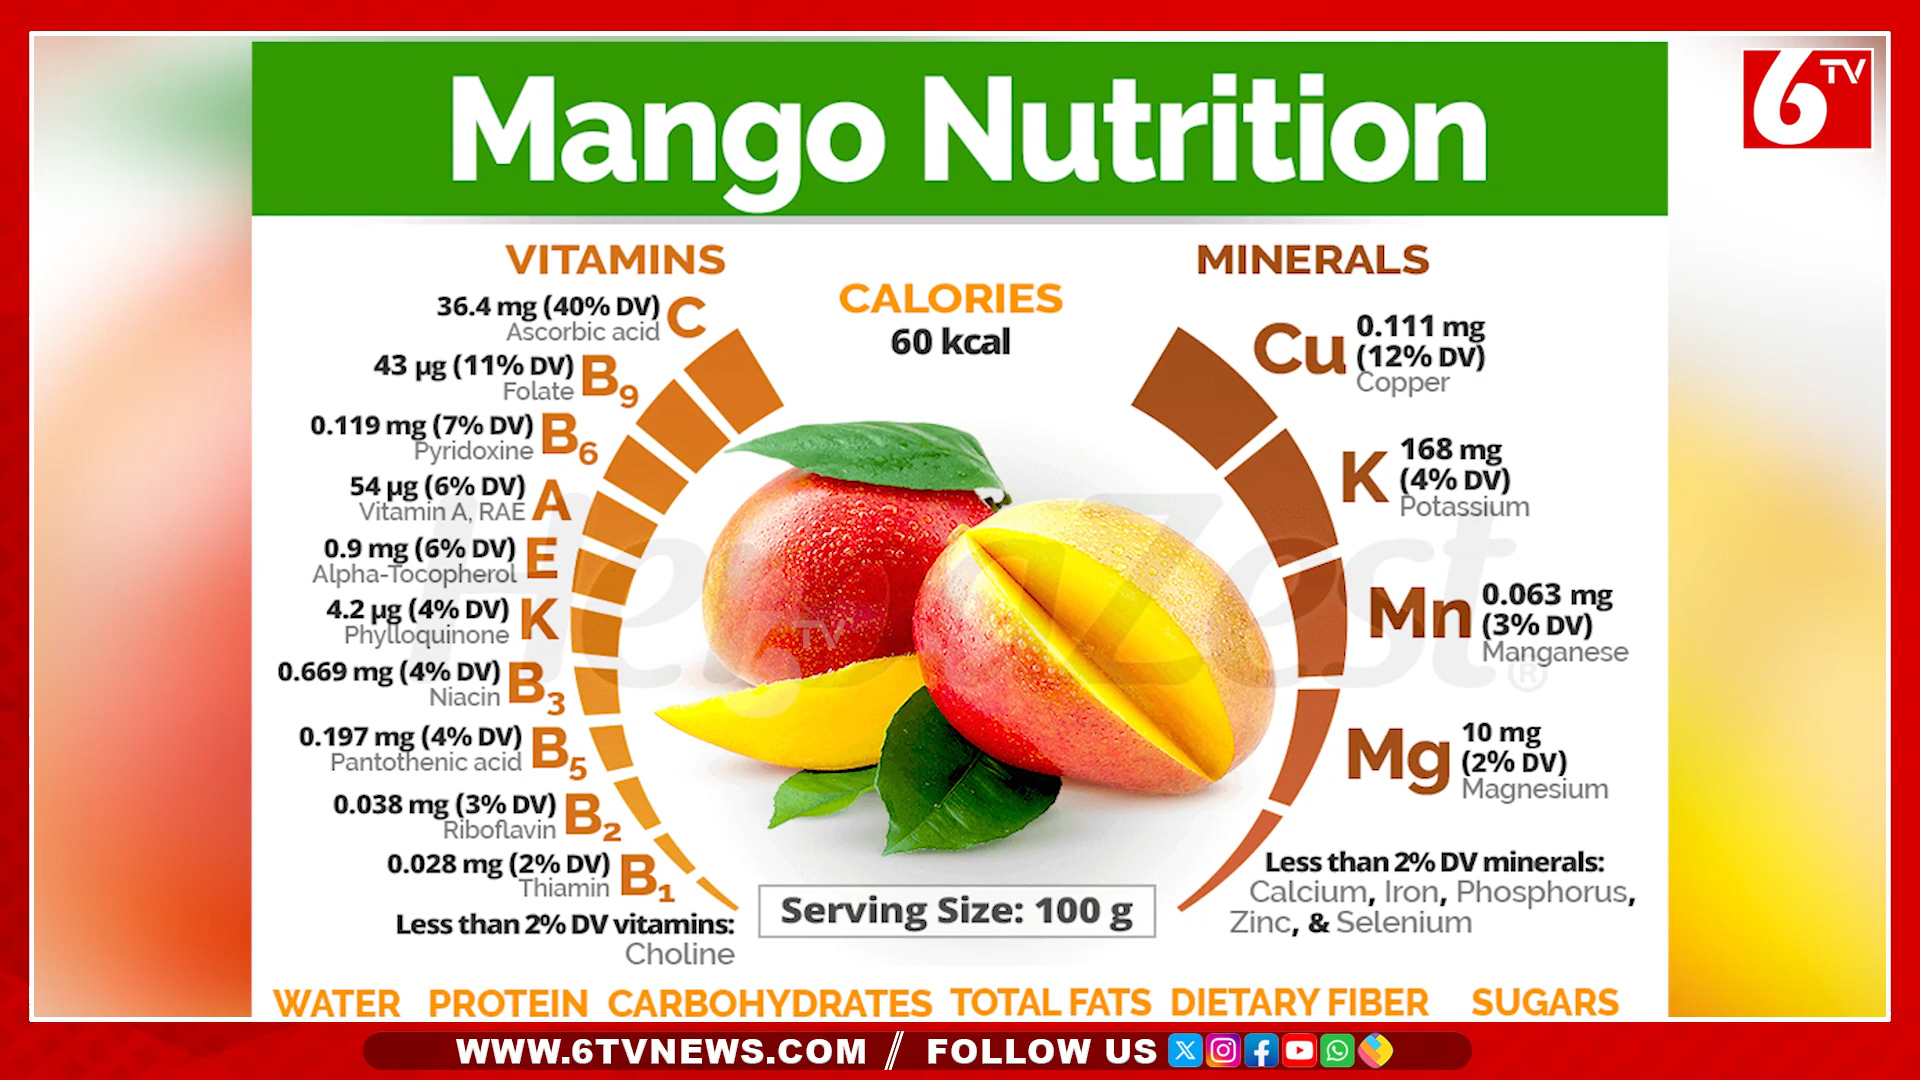 6TV
Mango Nutrition
VITAMINS
36.4 mg (40% DV) C
Ascorbic acid
43 µg (11% DV) B9
Folate
0.119 mg (7% DV) B6
Pyridoxine
54 µg (6% DV) A
Vitamin A, RAE
0.9 mg (6% DV) E
Alpha-Tocopherol
4.2 µg (4% DV) K
Phylloquinone
0.669 mg (4% DV) B3
Niacin
0.197 mg (4% DV) B5
Pantothenic acid
0.038 mg (3% DV) B2
Riboflavin
0.028 mg (2% DV) B1
Thiamin
Less than 2% DV vitamins:
Choline
CALORIES
60 kcal
HerbaZest®
TV
Serving Size: 100 g
MINERALS
Cu 0.111 mg
(12% DV)
Copper
K 168 mg
(4% DV)
Potassium
Mn 0.063 mg
(3% DV)
Manganese
Mg 10 mg
(2% DV)
Magnesium
Less than 2% DV minerals:
Calcium, Iron, Phosphorus,
Zinc, & Selenium
WATER PROTEIN CARBOHYDRATES TOTAL FATS DIETARY FIBER SUGARS
WWW.6TVNEWS.COM // FOLLOW US